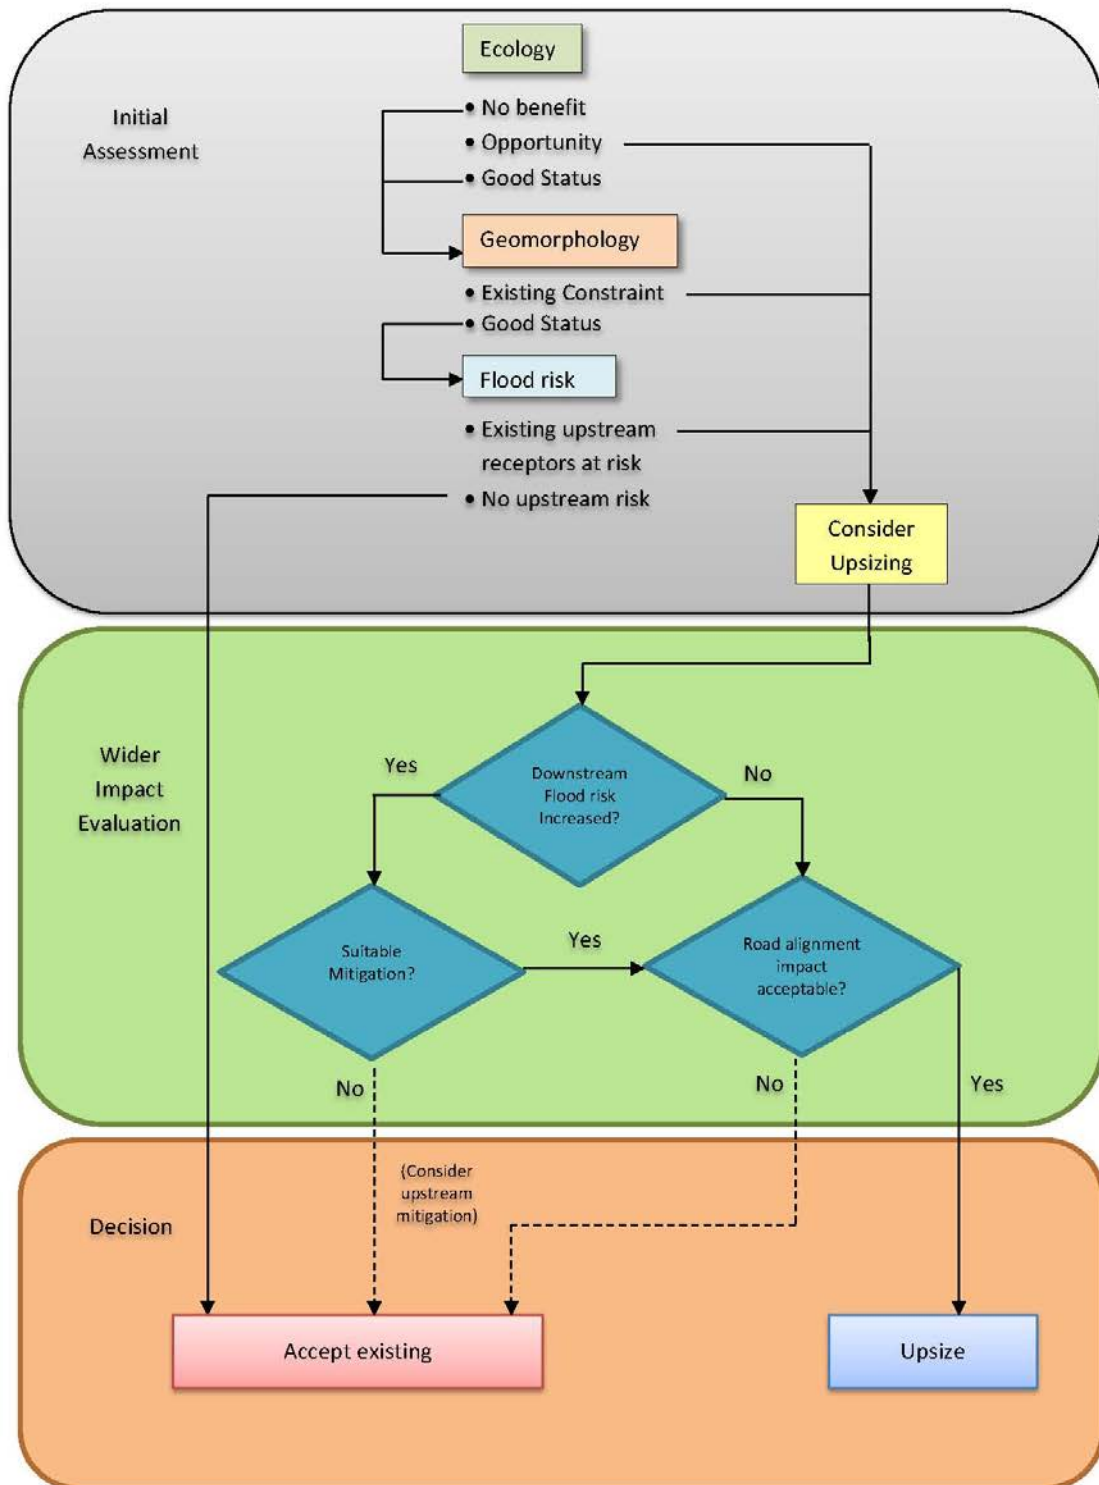 Ecology
Initial
Assessment
• No benefit
• Opportunity
• Good Status
Geomorphology
• Existing Constraint
• Good Status
Flood risk
• Existing upstream
receptors at risk
• No upstream risk
Consider
Upsizing
Wider
Impact
Evaluation
Yes
Downstream
Flood risk
Increased?
No
Suitable
Mitigation?
Yes
Road alignment
impact
acceptable?
No
No
Yes
(Consider
upstream
mitigation)
Decision
Accept existing
Upsize